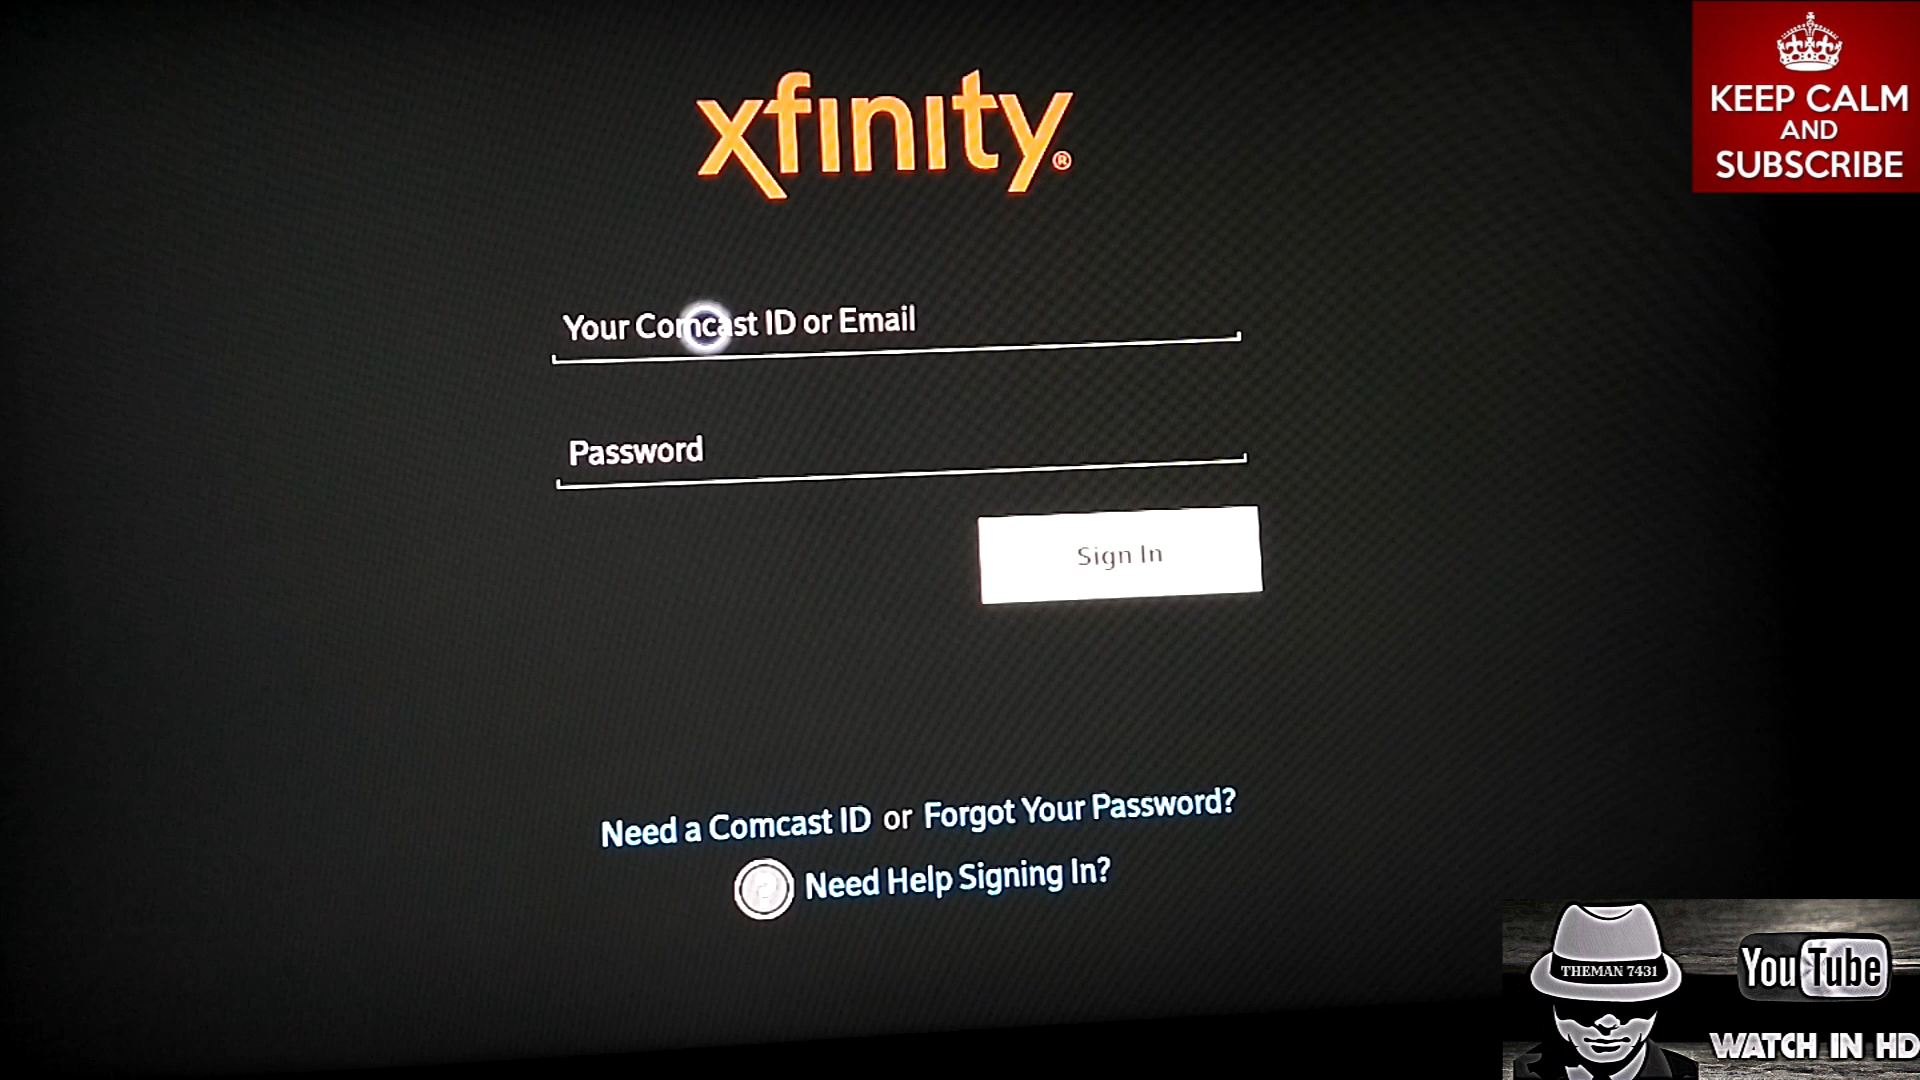 xfinity®
KEEP CALM
AND
SUBSCRIBE
Your Comcast ID or Email
Password
Sign In
Need a Comcast ID or Forgot Your Password?
? Need Help Signing In?
THEMAN 7431
YouTube
WATCH IN HD